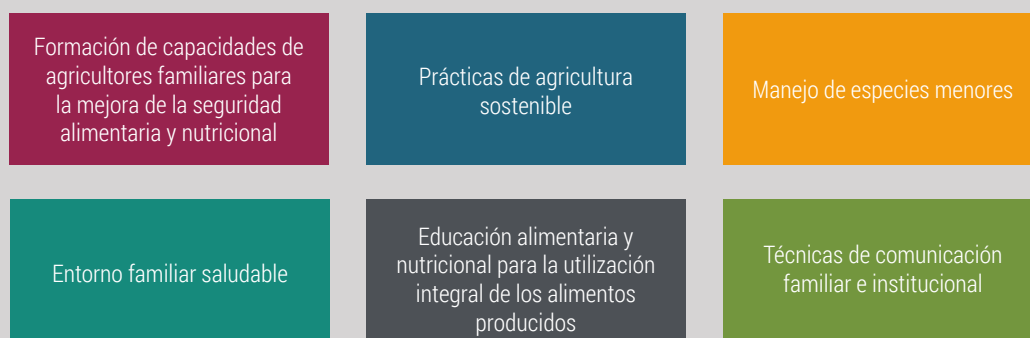 Formación de capacidades de
agricultores familiares para
la mejora de la seguridad
alimentaria y nutricional
Prácticas de agricultura
sostenible
Manejo de especies menores
Entorno familiar saludable
Educación alimentaria y
nutricional para la utilización
integral de los alimentos
producidos
Técnicas de comunicación
familiar e institucional